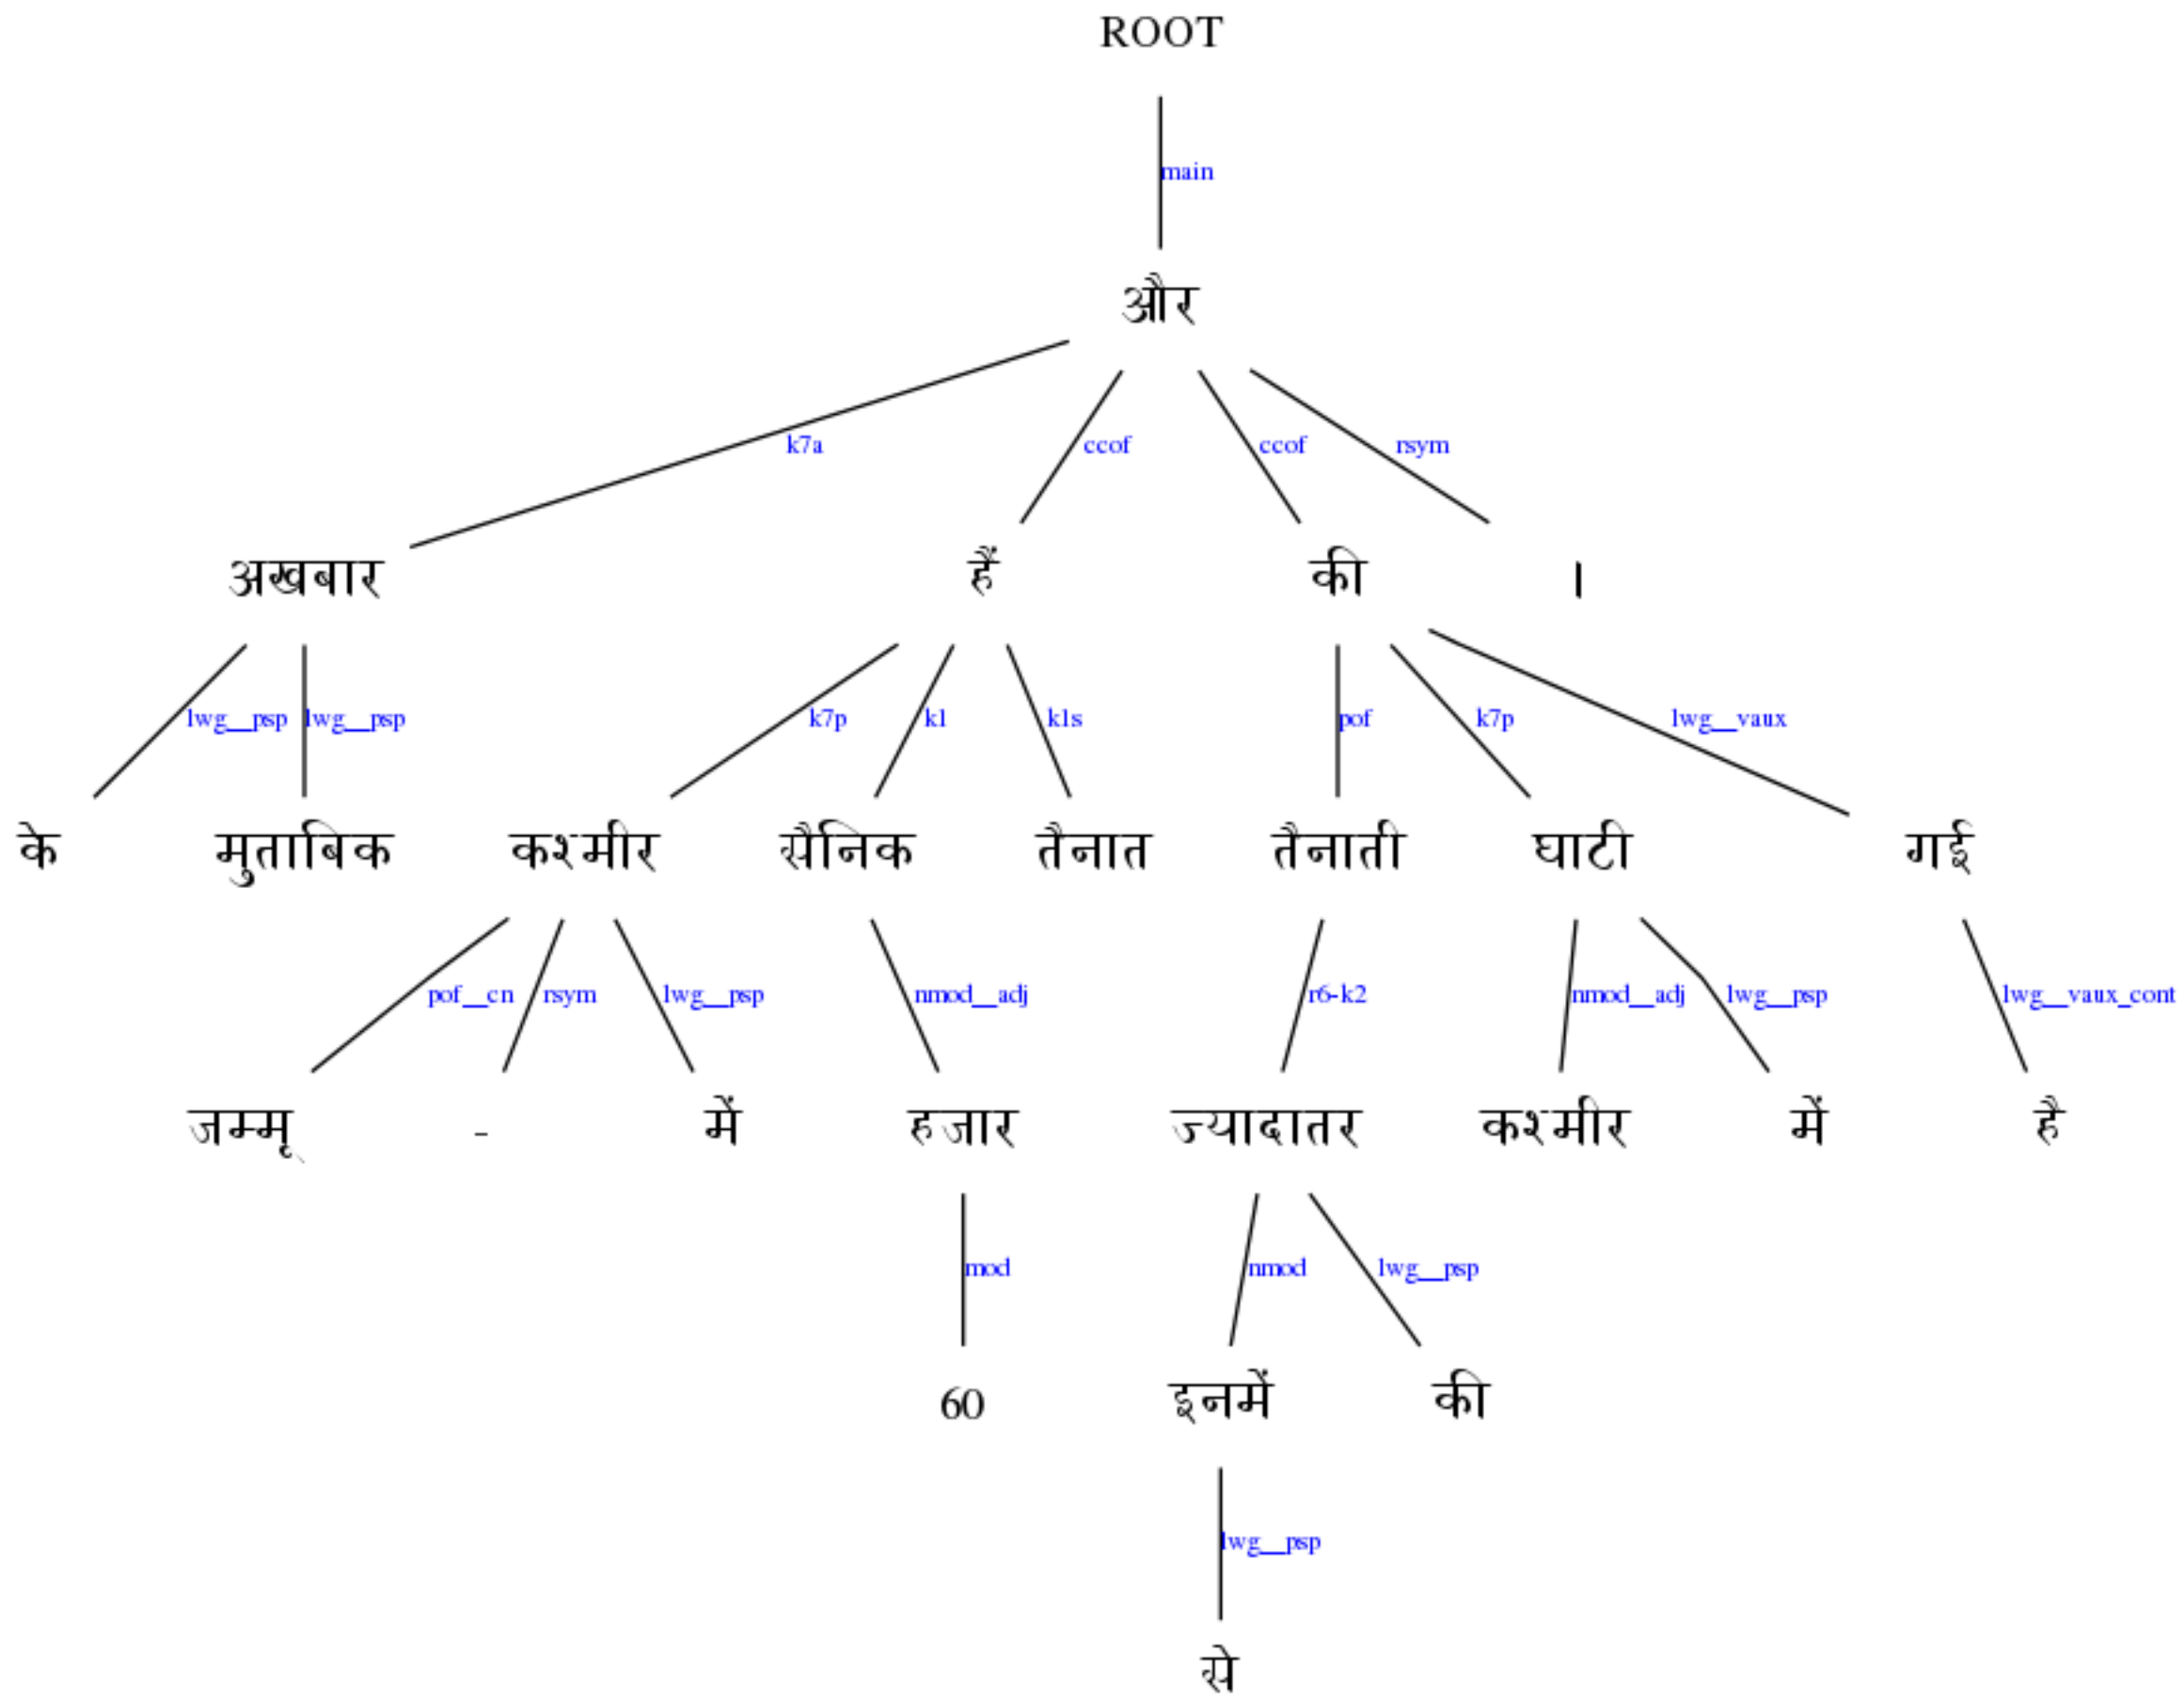 ROOT
main
और
k7a ccof ccof rsym
अखबार हैं की ।
lwg__psp lwg__psp k7p k1 k1s pof k7p lwg__vaux
के मुताबिक कश्मीर सैनिक तैनात तैनाती घाटी गई
pof__cn rsym lwg__psp nmod__adj r6-k2 nmod__adj lwg__psp lwg__vaux_cont
जम्मू - में हजार ज्यादातर कश्मीर में है
mod nmod lwg__psp
60 इनमें की
lwg__psp
से